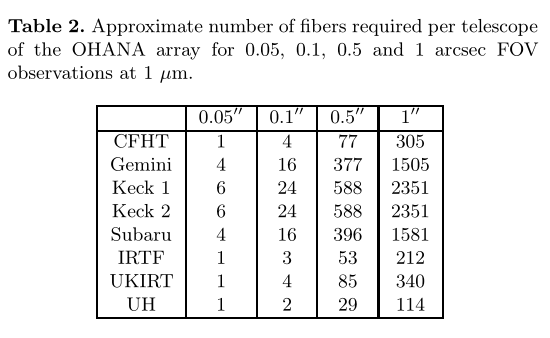 Table 2. Approximate number of fibers required per telescope
of the OHANA array for 0.05, 0.1, 0.5 and 1 arcsec FOV
observations at 1 μm.
0.05′′ 0.1′′ 0.5′′ 1′′
CFHT 1 4 77 305
Gemini 4 16 377 1505
Keck 1 6 24 588 2351
Keck 2 6 24 588 2351
Subaru 4 16 396 1581
IRTF 1 3 53 212
UKIRT 1 4 85 340
UH 1 2 29 114